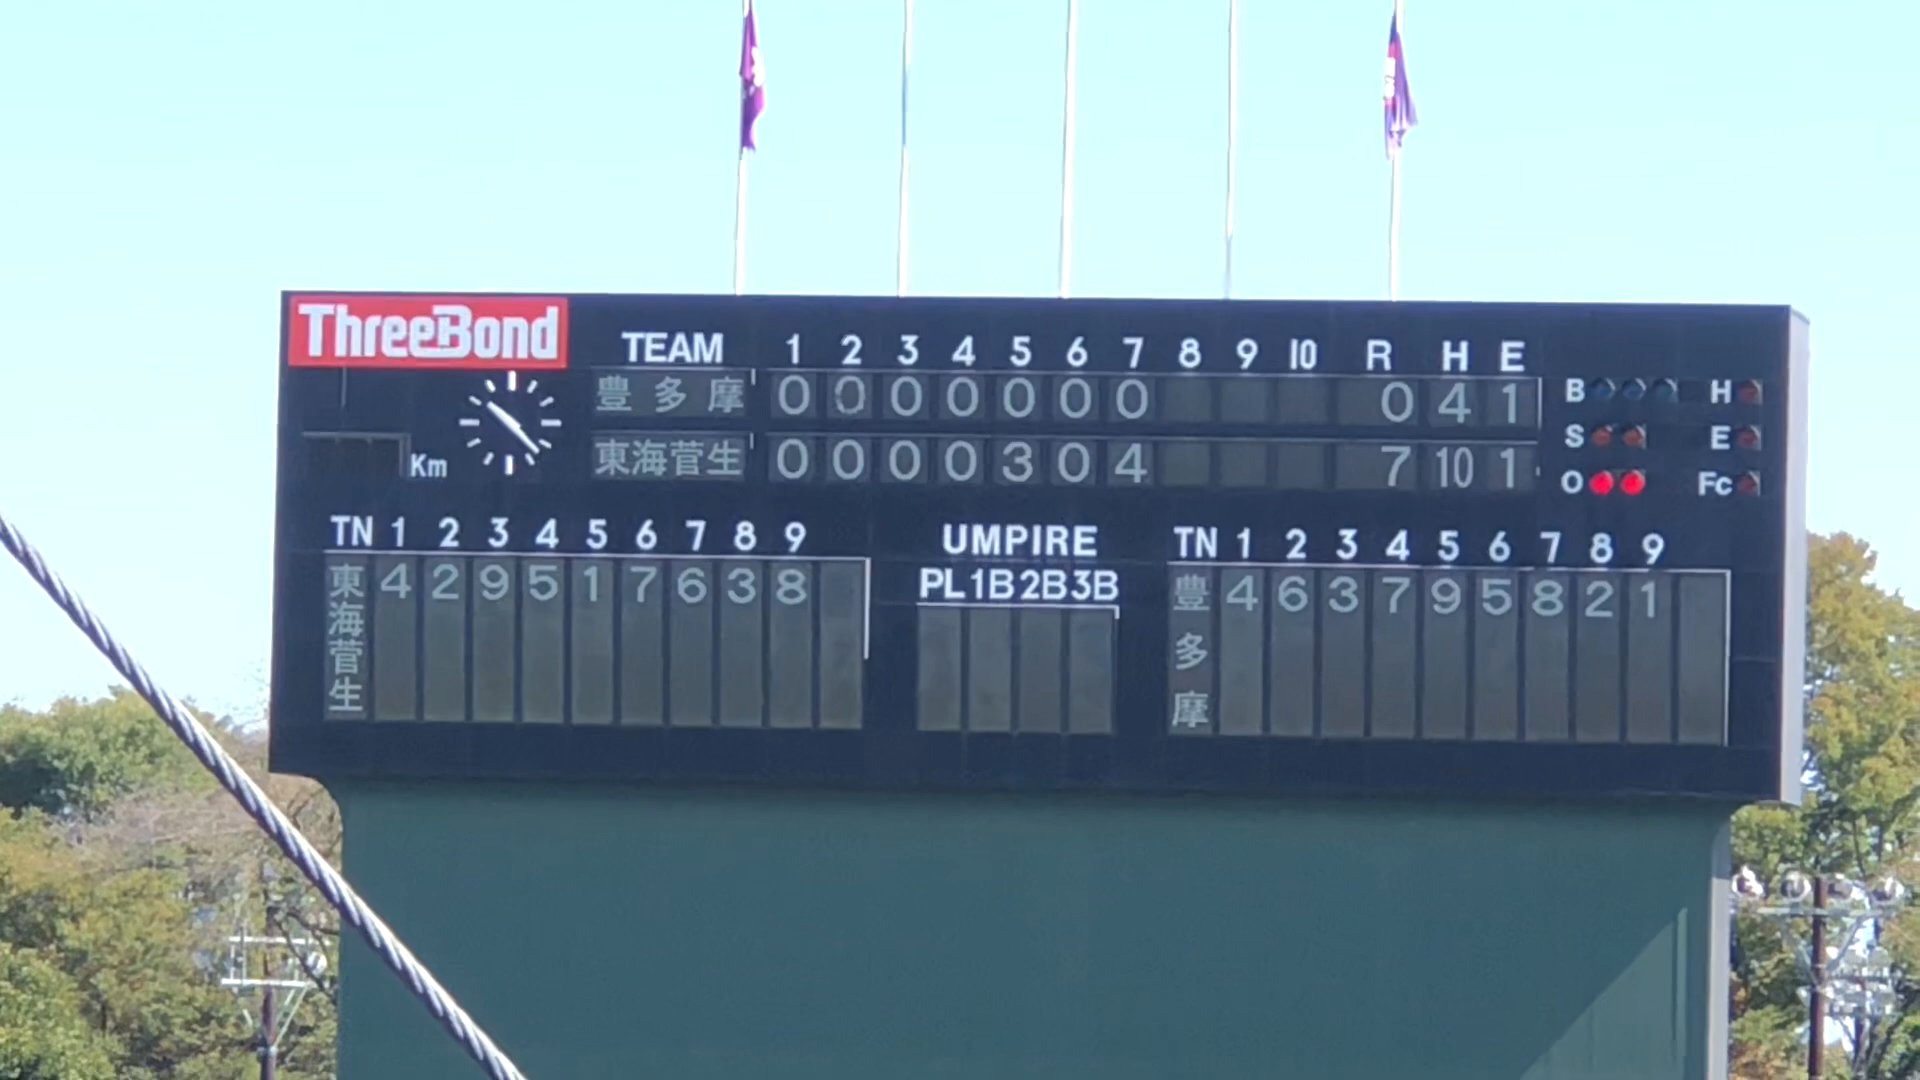 ThreeBond
TEAM 1 2 3 4 5 6 7 8 9 10 R H E
豊多摩 0 0 0 0 0 0 0 0 4 1
東海菅生 0 0 0 0 3 0 4 7 10 1
Km
B H
S E
O Fc
TN 1 2 3 4 5 6 7 8 9
東海菅生 4 2 9 5 1 7 6 3 8
UMPIRE
PL 1B 2B 3B
TN 1 2 3 4 5 6 7 8 9
豊多摩 4 6 3 7 9 5 8 2 1